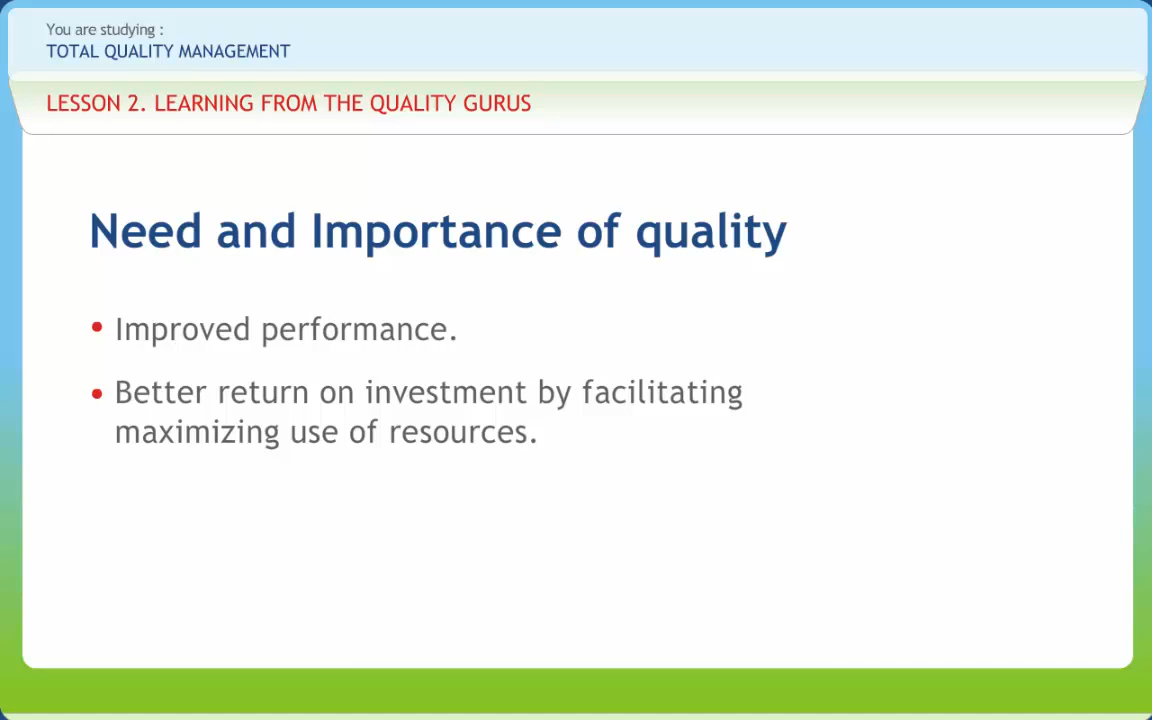 You are studying :
TOTAL QUALITY MANAGEMENT
LESSON 2. LEARNING FROM THE QUALITY GURUS
Need and Importance of quality
• Improved performance.
• Better return on investment by facilitating
maximizing use of resources.